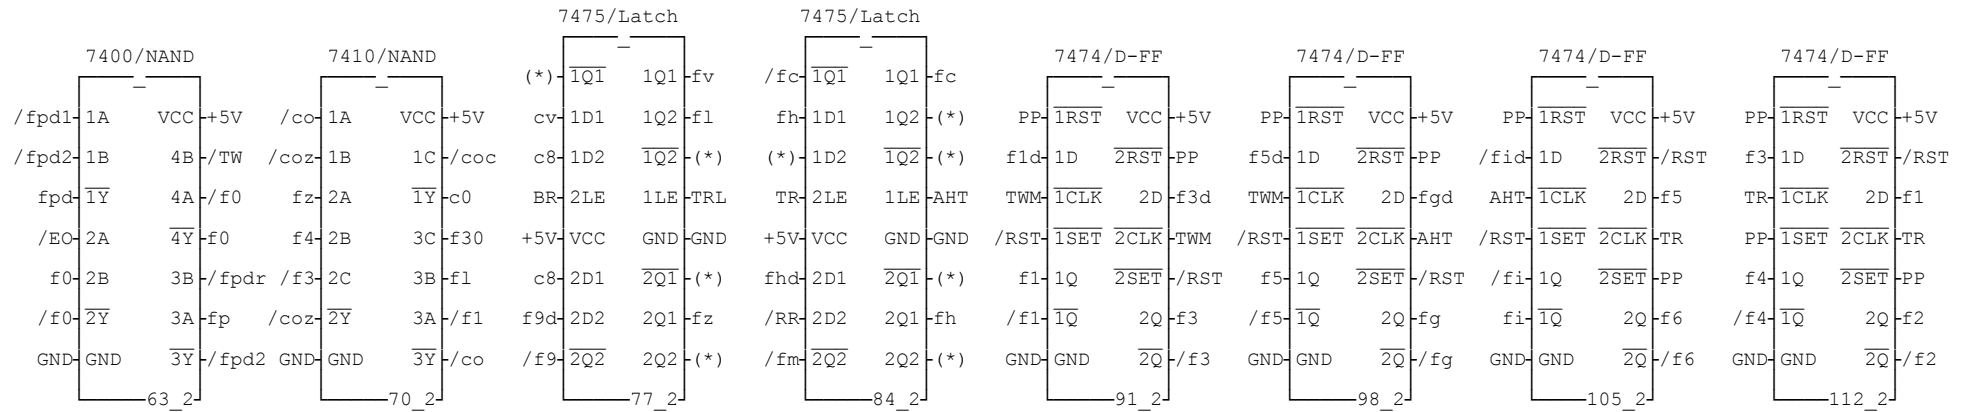 7475/Latch 7475/Latch
7400/NAND 7410/NAND 7474/D-FF 7474/D-FF 7474/D-FF 7474/D-FF
(*) 1Q1 1Q1 fv /fc 1Q1 1Q1 fc
/fpd1 1A VCC +5V /co 1A VCC +5V cv 1D1 1Q2 fl fh 1D1 1Q2 (*) PP 1RST VCC +5V PP 1RST VCC +5V PP 1RST VCC +5V PP 1RST VCC +5V
/fpd2 1B 4B /TW /coz 1B 1C /coc c8 1D2 1Q2 (*) (*) 1D2 1Q2 (*) f1d 1D 2RST PP f5d 1D 2RST PP /fid 1D 2RST /RST f3 1D 2RST /RST
fpd 1Y 4A /f0 fz 2A 1Y c0 BR 2LE 1LE TRL TR 2LE 1LE AHT TWM 1CLK 2D f3d TWM 1CLK 2D fgd AHT 1CLK 2D f5 TR 1CLK 2D f1
/EO 2A 4Y f0 f4 2B 3C f30 +5V VCC GND GND +5V VCC GND GND /RST 1SET 2CLK TWM /RST 1SET 2CLK AHT /RST 1SET 2CLK TR PP 1SET 2CLK TR
f0 2B 3B /fpdr /f3 2C 3B fl c8 2D1 2Q1 (*) fhd 2D1 2Q1 (*) f1 1Q 2SET /RST f5 1Q 2SET /RST /fi 1Q 2SET PP f4 1Q 2SET PP
/f0 2Y 3A fp /coz 2Y 3A /f1 f9d 2D2 2Q1 fz /RR 2D2 2Q1 fh /f1 1Q 2Q f3 /f5 1Q 2Q fg fi 1Q 2Q f6 /f4 1Q 2Q f2
GND GND 3Y /fpd2 GND GND 3Y /co /f9 2Q2 2Q2 (*) /fm 2Q2 2Q2 (*) GND GND 2Q /f3 GND GND 2Q /fg GND GND 2Q /f6 GND GND 2Q /f2
63_2 70_2 77_2 84_2 91_2 98_2 105_2 112_2